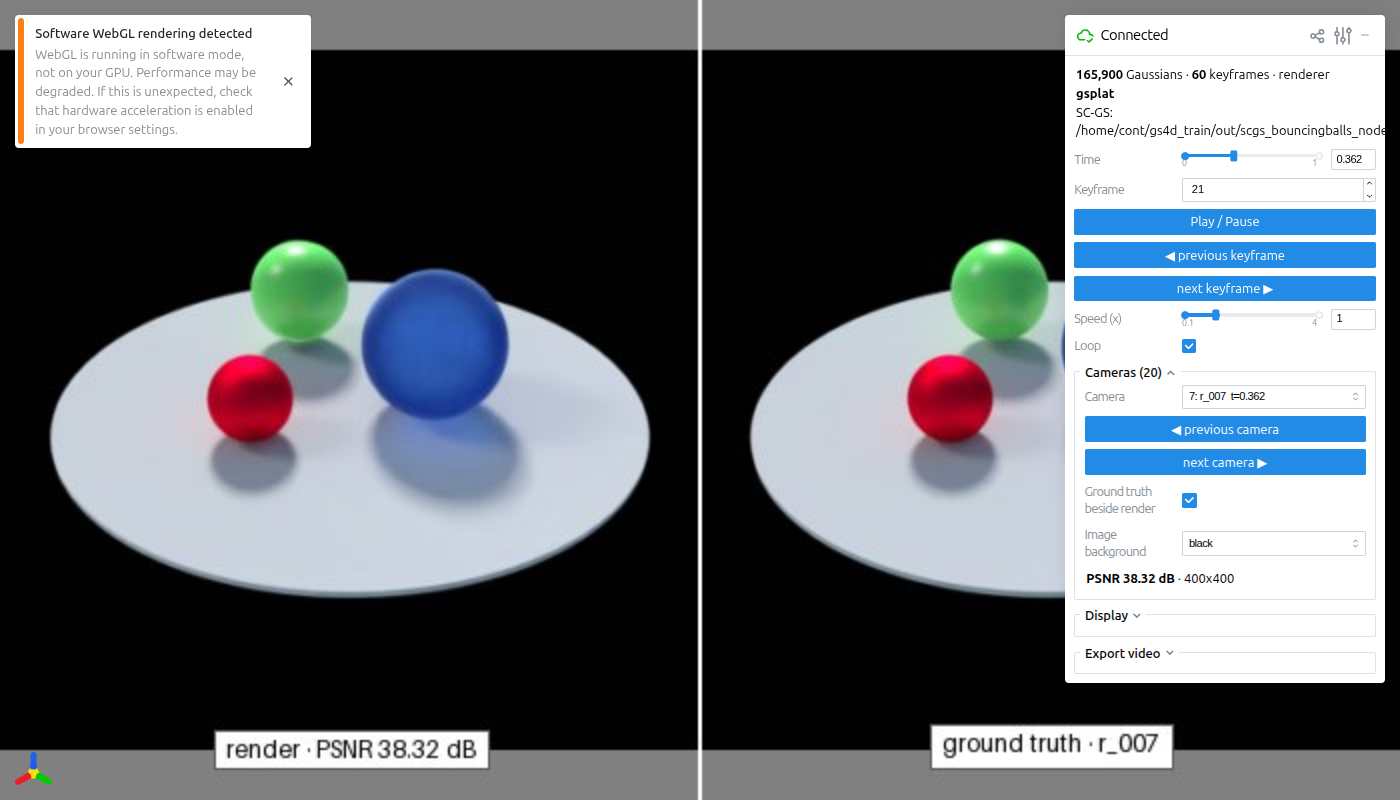 Software WebGL rendering detected
WebGL is running in software mode,
not on your GPU. Performance may be
degraded. If this is unexpected, check
that hardware acceleration is enabled
in your browser settings.
Connected
165,900 Gaussians · 60 keyframes · renderer
gsplat
SC-GS:
/home/cont/gs4d_train/out/scgs_bouncingballs_node
Time
0
1
0.362
Keyframe
21
Play / Pause
◀ previous keyframe
next keyframe ▶
Speed (x)
0.1
4
1
Loop
Cameras (20)
Camera
7: r_007 t=0.362
◀ previous camera
next camera ▶
Ground truth
beside render
Image
background
black
PSNR 38.32 dB · 400x400
Display
Export video
render · PSNR 38.32 dB
ground truth · r_007